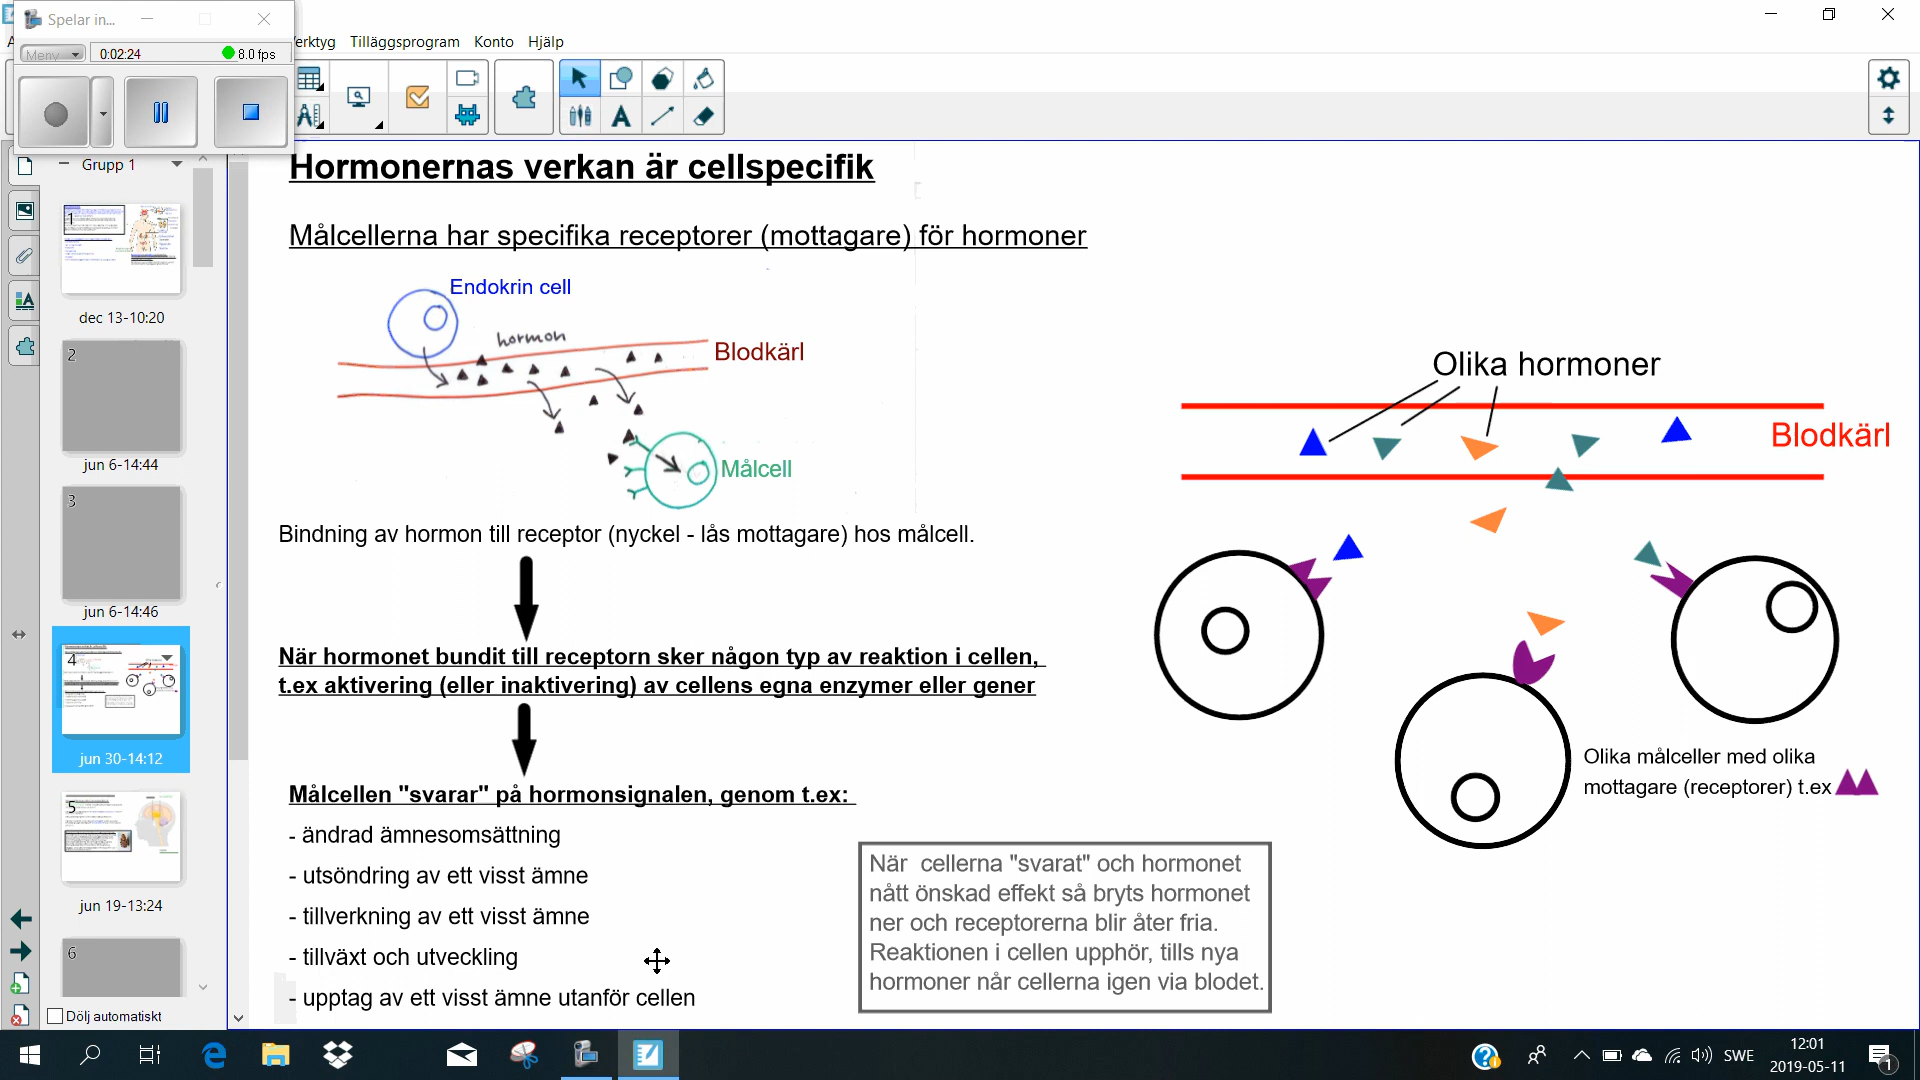 Spelar in...
Meny
0:02:24
8.0 fps
erktyg Tilläggsprogram Konto Hjälp
Grupp 1
1
dec 13-10:20
2
jun 6-14:44
3
jun 6-14:46
4
jun 30-14:12
5
jun 19-13:24
6
Dölj automatiskt
Hormonernas verkan är cellspecifik
Målcellerna har specifika receptorer (mottagare) för hormoner
Endokrin cell
hormon
Blodkärl
Målcell
Bindning av hormon till receptor (nyckel - lås mottagare) hos målcell.
När hormonet bundit till receptorn sker någon typ av reaktion i cellen,
t.ex aktivering (eller inaktivering) av cellens egna enzymer eller gener
Målcellen "svarar" på hormonsignalen, genom t.ex:
- ändrad ämnesomsättning
- utsöndring av ett visst ämne
- tillverkning av ett visst ämne
- tillväxt och utveckling
- upptag av ett visst ämne utanför cellen
Olika hormoner
Blodkärl
Olika målceller med olika
mottagare (receptorer) t.ex
När cellerna "svarat" och hormonet
nått önskad effekt så bryts hormonet
ner och receptorerna blir åter fria.
Reaktionen i cellen upphör, tills nya
hormoner når cellerna igen via blodet.
SWE
12:01
2019-05-11
1